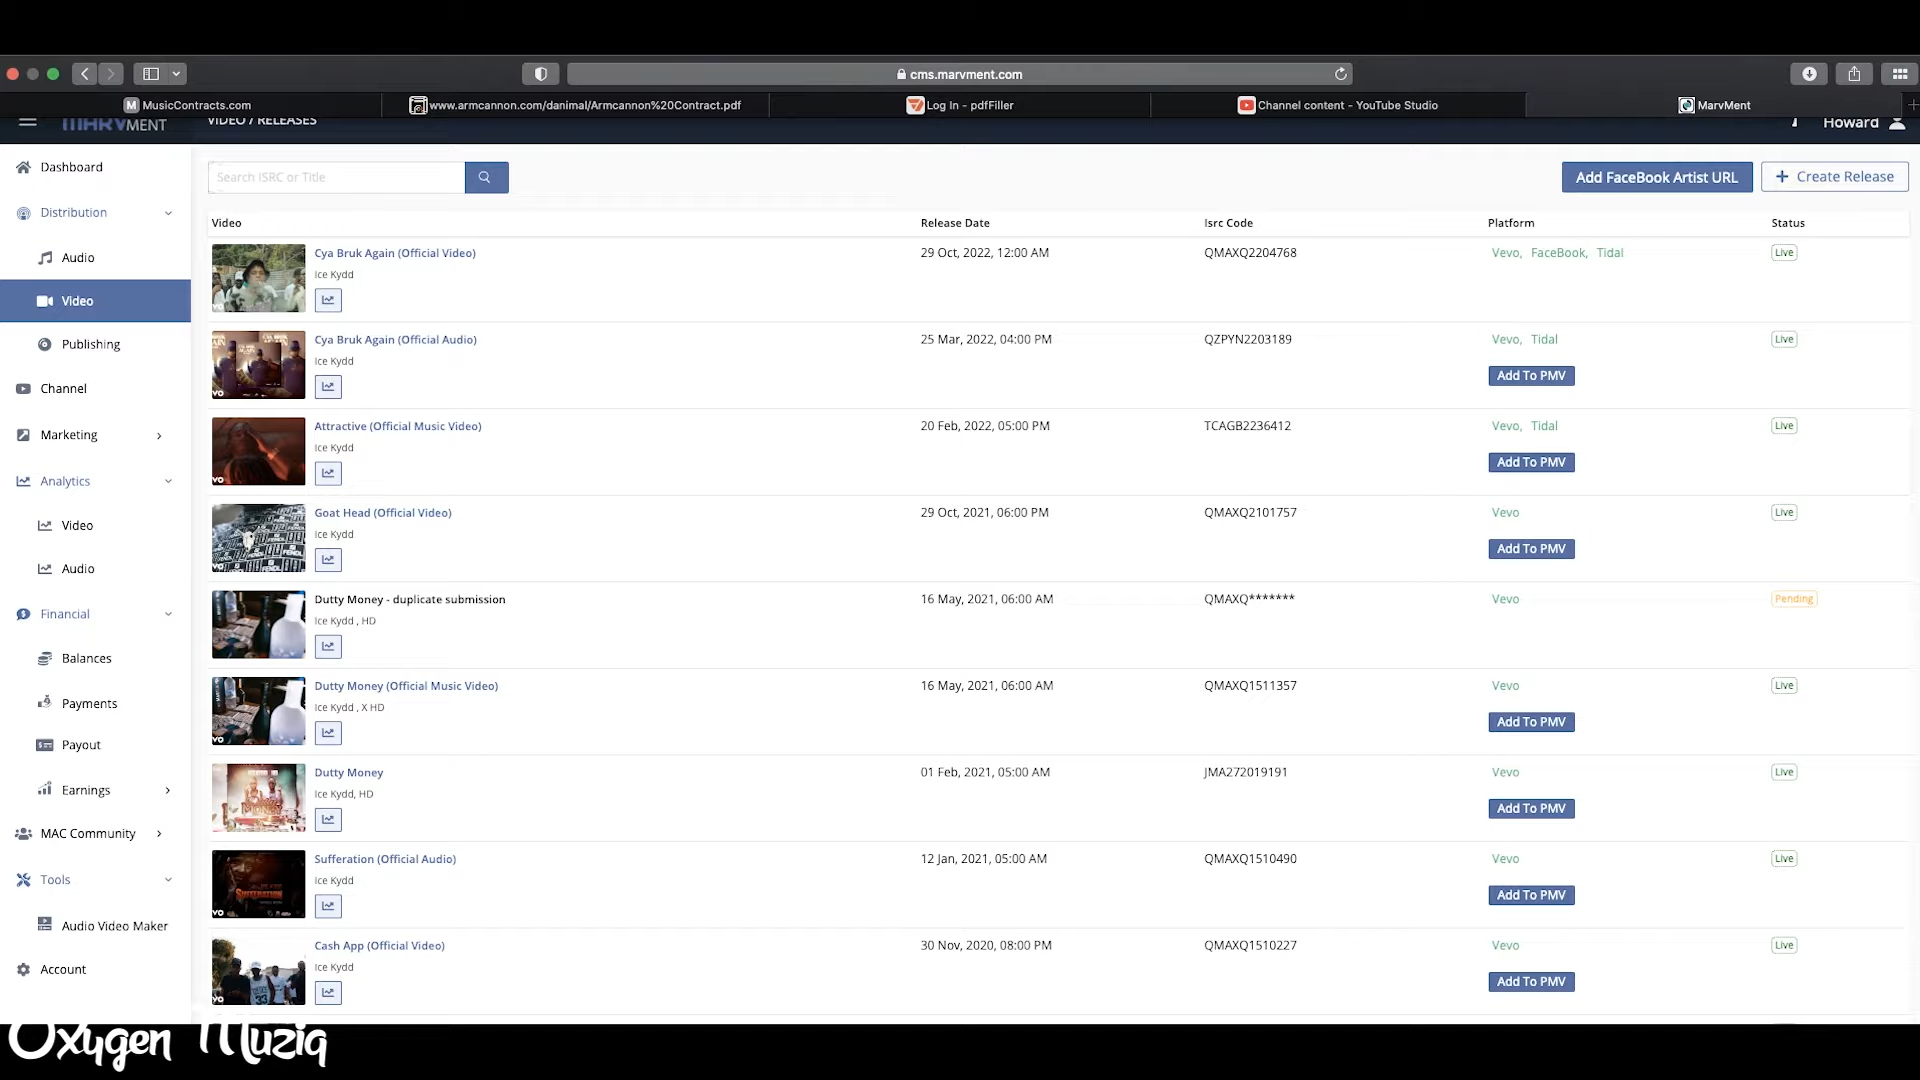 cms.marvment.com
MusicContracts.com
www.armcannon.com/danimal/Armcannon%20Contract.pdf
Log In - pdfFiller
Channel content - YouTube Studio
MarvMent
MARVMENT
VIDEO / RELEASES
Howard
Dashboard
Distribution
Audio
Video
Publishing
Channel
Marketing
Analytics
Video
Audio
Financial
Balances
Payments
Payout
Earnings
MAC Community
Tools
Audio Video Maker
Account
Search ISRC or Title
Add FaceBook Artist URL
+ Create Release
Video Release Date Isrc Code Platform Status
Cya Bruk Again (Official Video) 29 Oct, 2022, 12:00 AM QMAXQ2204768 Vevo, FaceBook, Tidal Live
Ice Kydd
Cya Bruk Again (Official Audio) 25 Mar, 2022, 04:00 PM QZPYN2203189 Vevo, Tidal Live
Ice Kydd
Add To PMV
Attractive (Official Music Video) 20 Feb, 2022, 05:00 PM TCAGB2236412 Vevo, Tidal Live
Ice Kydd
Add To PMV
Goat Head (Official Video) 29 Oct, 2021, 06:00 PM QMAXQ2101757 Vevo Live
Ice Kydd
Add To PMV
Dutty Money - duplicate submission 16 May, 2021, 06:00 AM QMAXQ******* Vevo Pending
Ice Kydd , HD
Dutty Money (Official Music Video) 16 May, 2021, 06:00 AM QMAXQ1511357 Vevo Live
Ice Kydd , X HD
Add To PMV
Dutty Money 01 Feb, 2021, 05:00 AM JMA272019191 Vevo Live
Ice Kydd, HD
Add To PMV
Sufferation (Official Audio) 12 Jan, 2021, 05:00 AM QMAXQ1510490 Vevo Live
Ice Kydd
Add To PMV
Cash App (Official Video) 30 Nov, 2020, 08:00 PM QMAXQ1510227 Vevo Live
Ice Kydd
Add To PMV
Oxygen Muziq